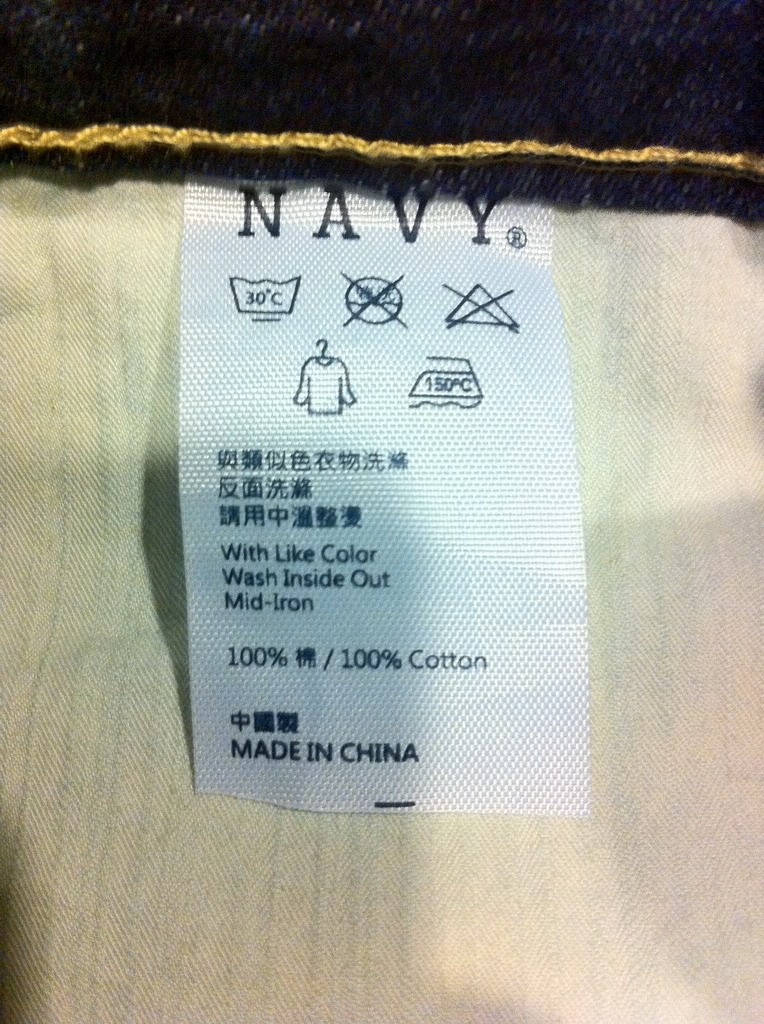 NAVY®
30°C
150°C
與類似色衣物洗滌
反面洗滌
請用中溫整燙
With Like Color
Wash Inside Out
Mid-Iron
100% 棉 / 100% Cotton
中國製
MADE IN CHINA